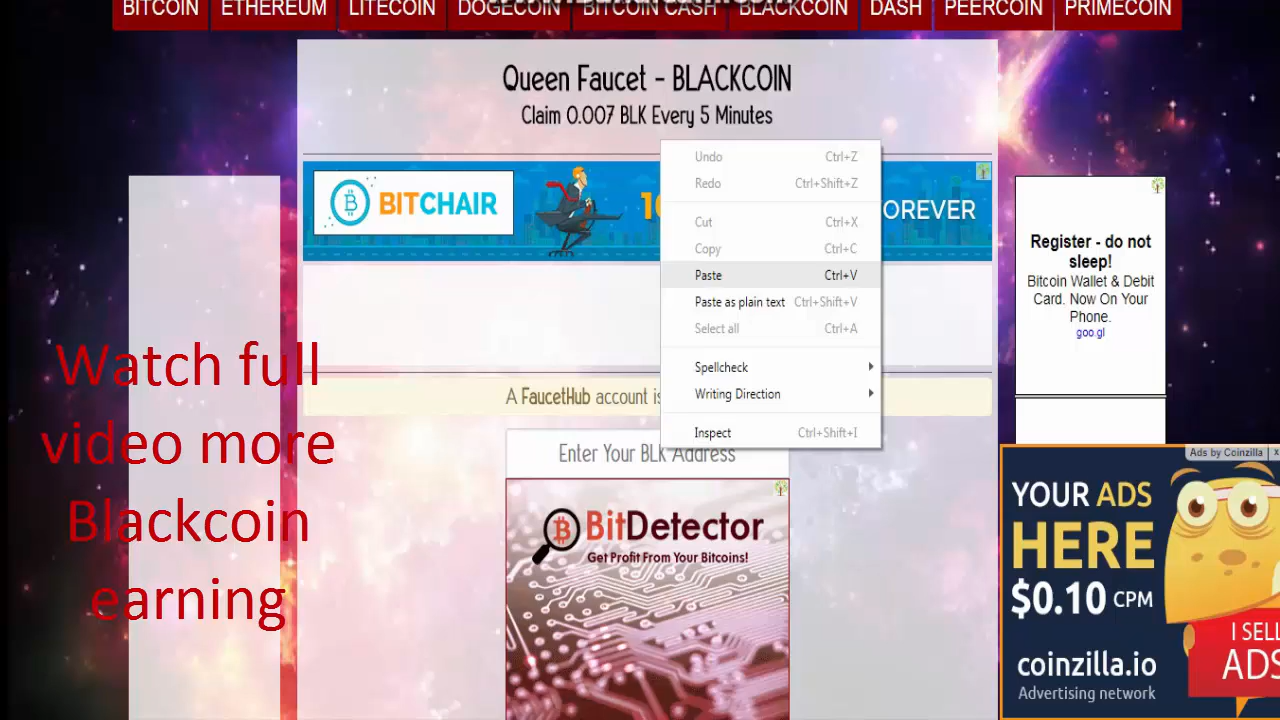 BITCOIN ETHEREUM LITECOIN DOGECOIN BITCOIN CASH BLACKCOIN DASH PEERCOIN PRIMECOIN
Queen Faucet - BLACKCOIN
Claim 0.007 BLK Every 5 Minutes
BITCHAIR
10
OREVER
Undo Ctrl+Z
Redo Ctrl+Shift+Z
Cut Ctrl+X
Copy Ctrl+C
Paste Ctrl+V
Paste as plain text Ctrl+Shift+V
Select all Ctrl+A
Spellcheck
Writing Direction
Inspect Ctrl+Shift+I
A FaucetHub account is
Enter Your BLK Address
BitDetector
Get Profit From Your Bitcoins!
Register - do not
sleep!
Bitcoin Wallet & Debit
Card. Now On Your
Phone.
goo.gl
Watch full
video more
Blackcoin
earning
Ads by Coinzilla x
YOUR ADS
HERE
$0.10 CPM
coinzilla.io
Advertising network
I SELL
ADS